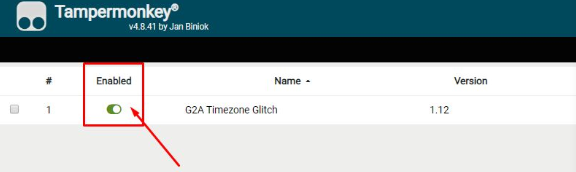 Tampermonkey®
v4.8.41 by Jan Biniok
# Enabled Name Version
1 G2A Timezone Glitch 1.12